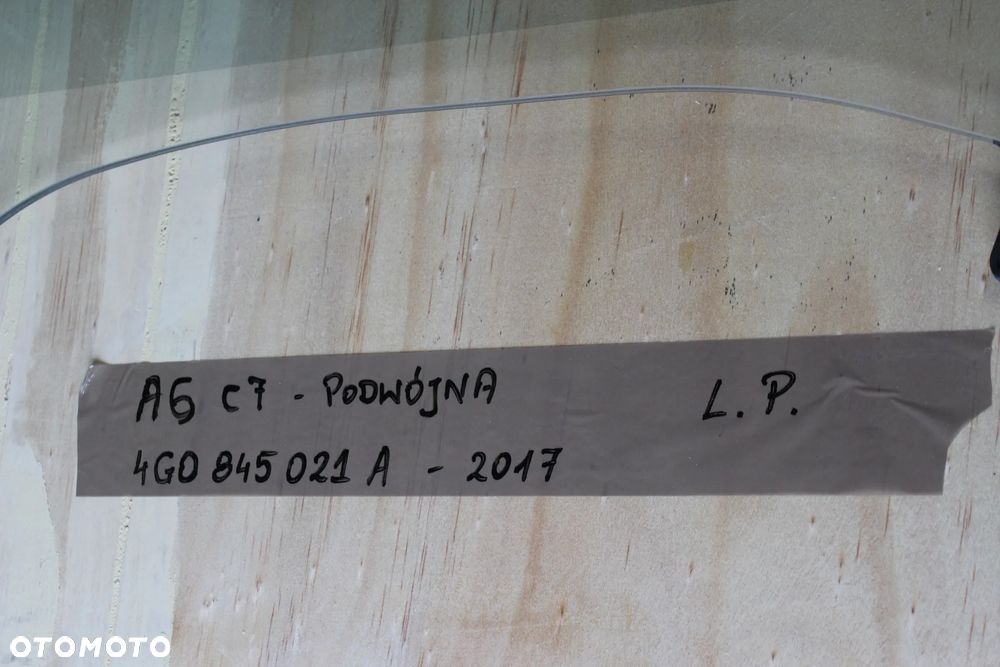 A6 C7 - PODWÓJNA L. P.
4G0 845 021 A - 2017
OTOMOTO